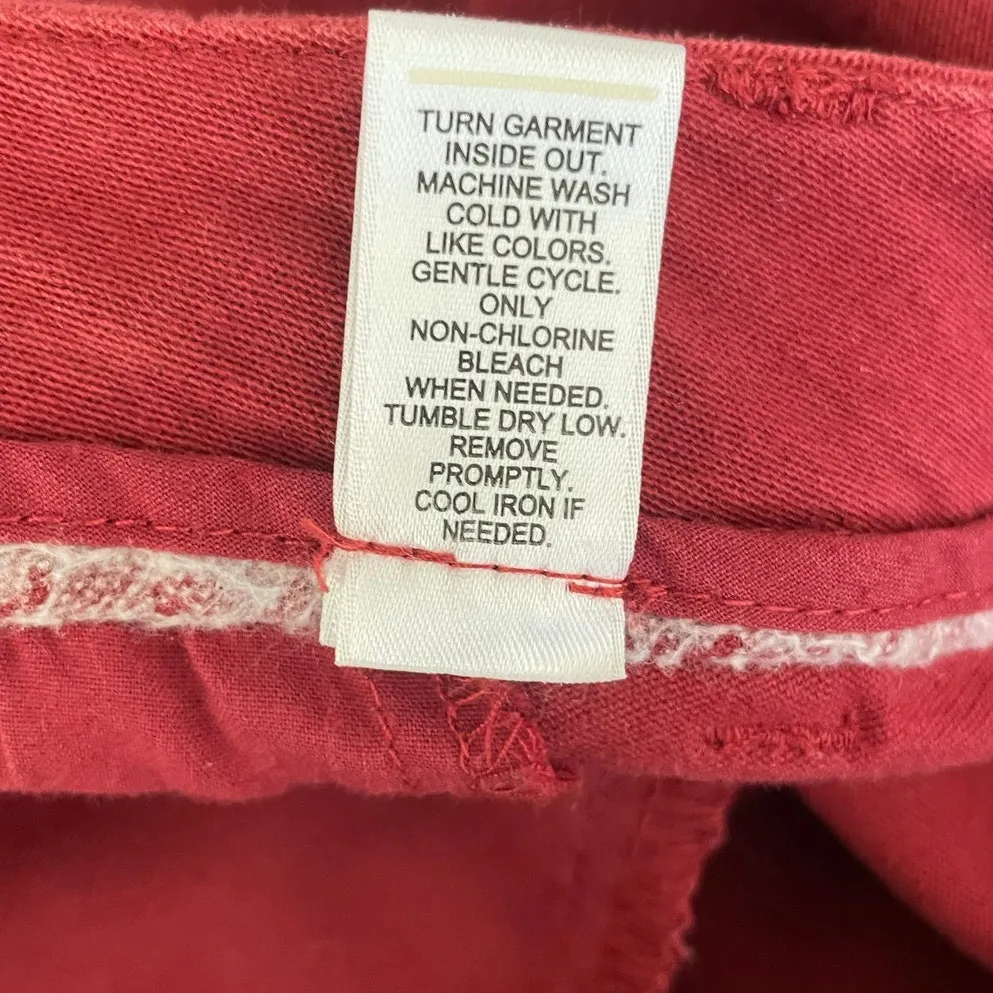 TURN GARMENT
INSIDE OUT.
MACHINE WASH
COLD WITH
LIKE COLORS.
GENTLE CYCLE.
ONLY
NON-CHLORINE
BLEACH
WHEN NEEDED.
TUMBLE DRY LOW.
REMOVE
PROMPTLY.
COOL IRON IF
NEEDED.